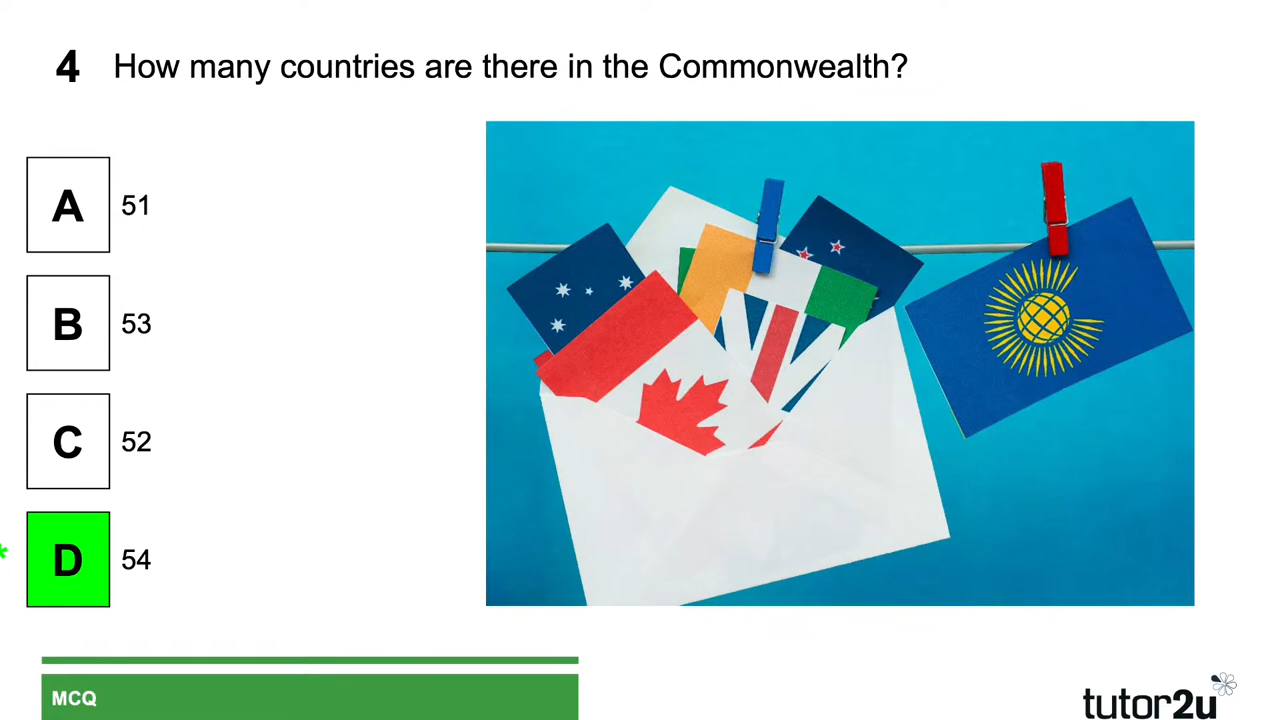 4 How many countries are there in the Commonwealth?
A 51
B 53
C 52
* D 54
MCQ
tutor2u